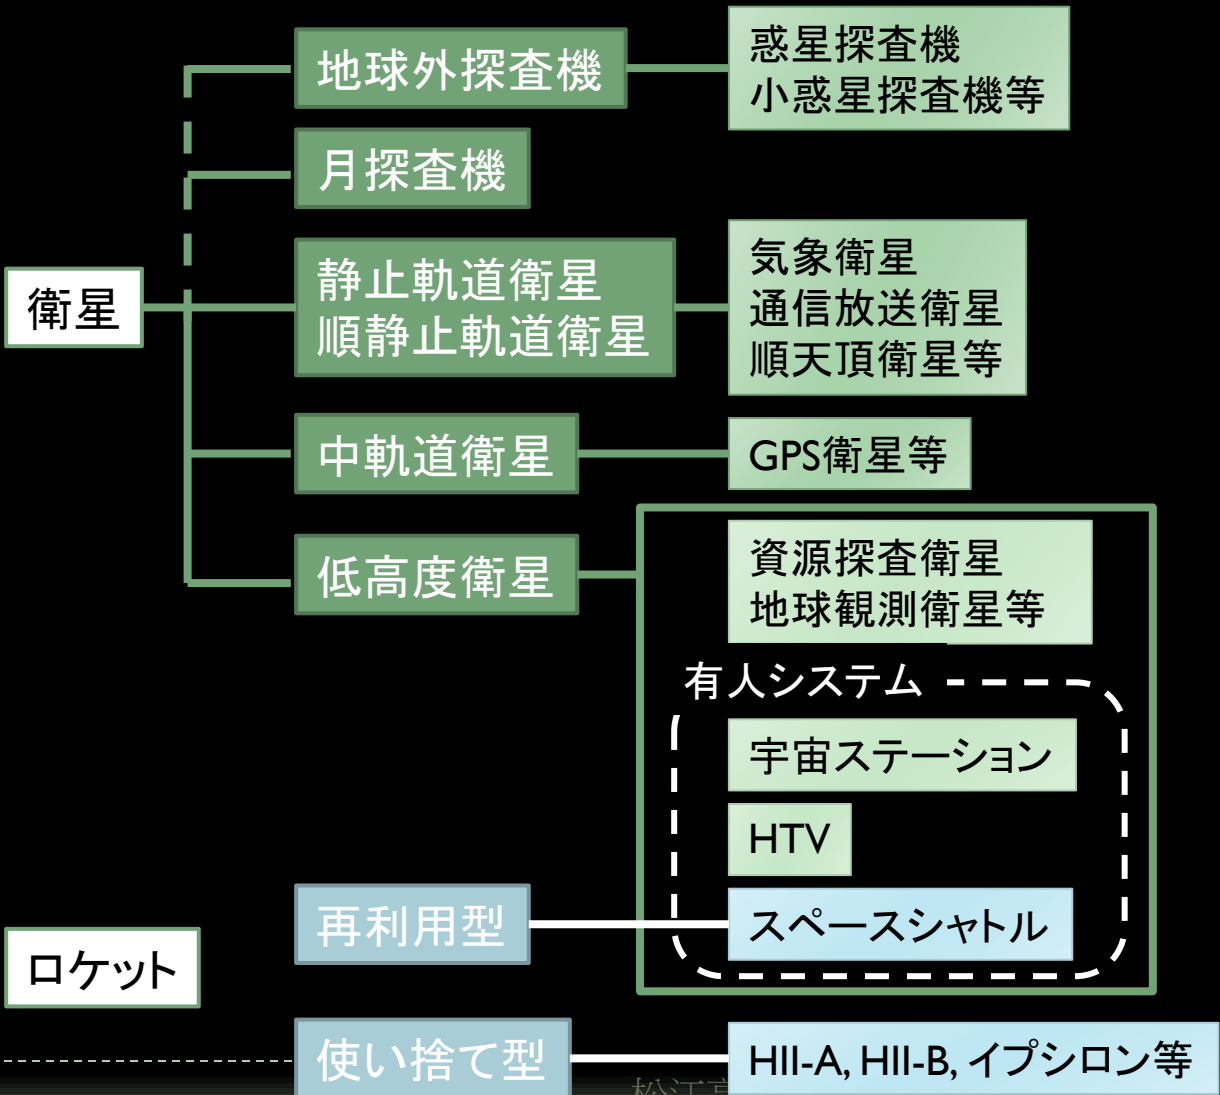 地球外探査機
惑星探査機
小惑星探査機等
月探査機
衛星
静止軌道衛星
順静止軌道衛星
気象衛星
通信放送衛星
順天頂衛星等
中軌道衛星
GPS衛星等
低高度衛星
資源探査衛星
地球観測衛星等
有人システム
宇宙ステーション
HTV
再利用型
スペースシャトル
ロケット
使い捨て型
HII-A, HII-B, イプシロン等
松江高